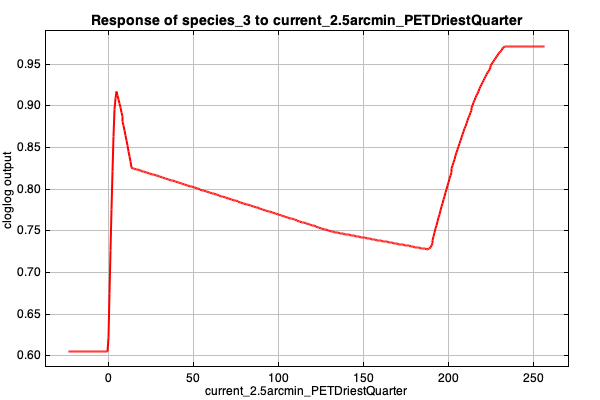 Response of species_3 to current_2.5arcmin_PETDriestQuarter
cloglog output
0.95
0.90
0.85
0.80
0.75
0.70
0.65
0.60
0 50 100 150 200 250
current_2.5arcmin_PETDriestQuarter